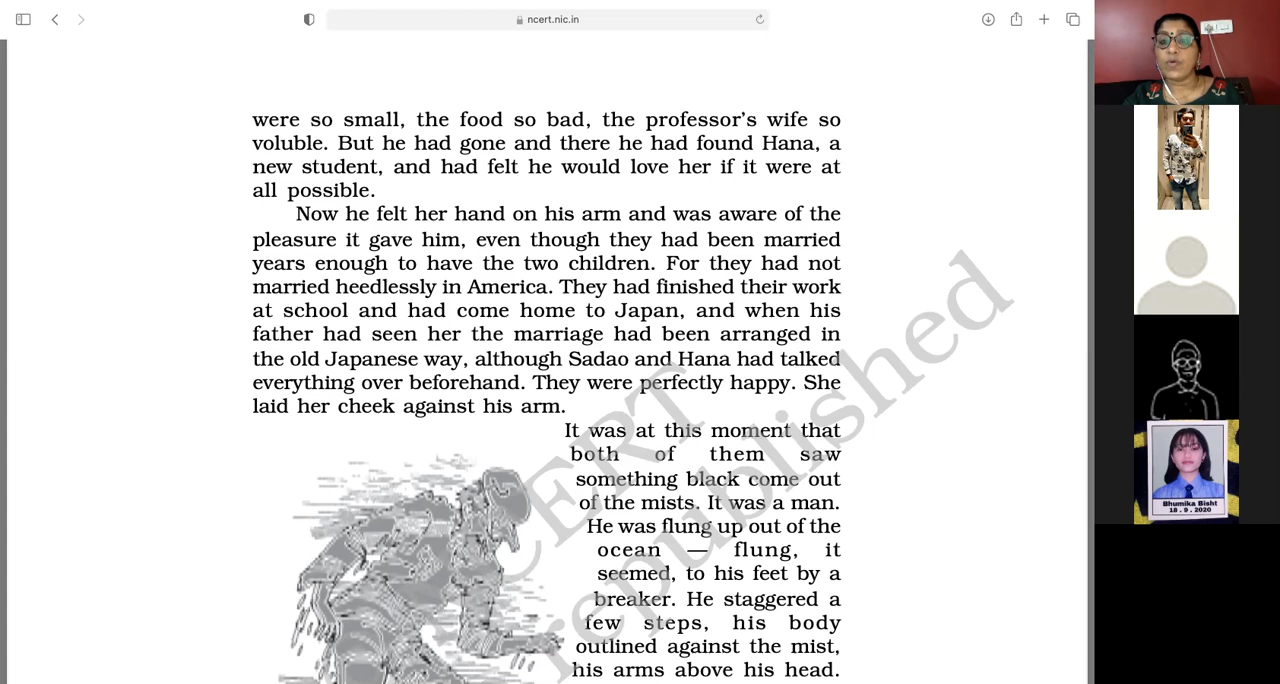 ncert.nic.in
were so small, the food so bad, the professor's wife so
voluble. But he had gone and there he had found Hana, a
new student, and had felt he would love her if it were at
all possible.
Now he felt her hand on his arm and was aware of the
pleasure it gave him, even though they had been married
years enough to have the two children. For they had not
married heedlessly in America. They had finished their work
at school and had come home to Japan, and when his
father had seen her the marriage had been arranged in
the old Japanese way, although Sadao and Hana had talked
everything over beforehand. They were perfectly happy. She
laid her cheek against his arm.
It was at this moment that
both of them saw
something black come out
of the mists. It was a man.
He was flung up out of the
ocean — flung, it
seemed, to his feet by a
breaker. He staggered a
few steps, his body
outlined against the mist,
his arms above his head.
NCERT
republished
Bhumika Bisht
18 . 9 . 2020